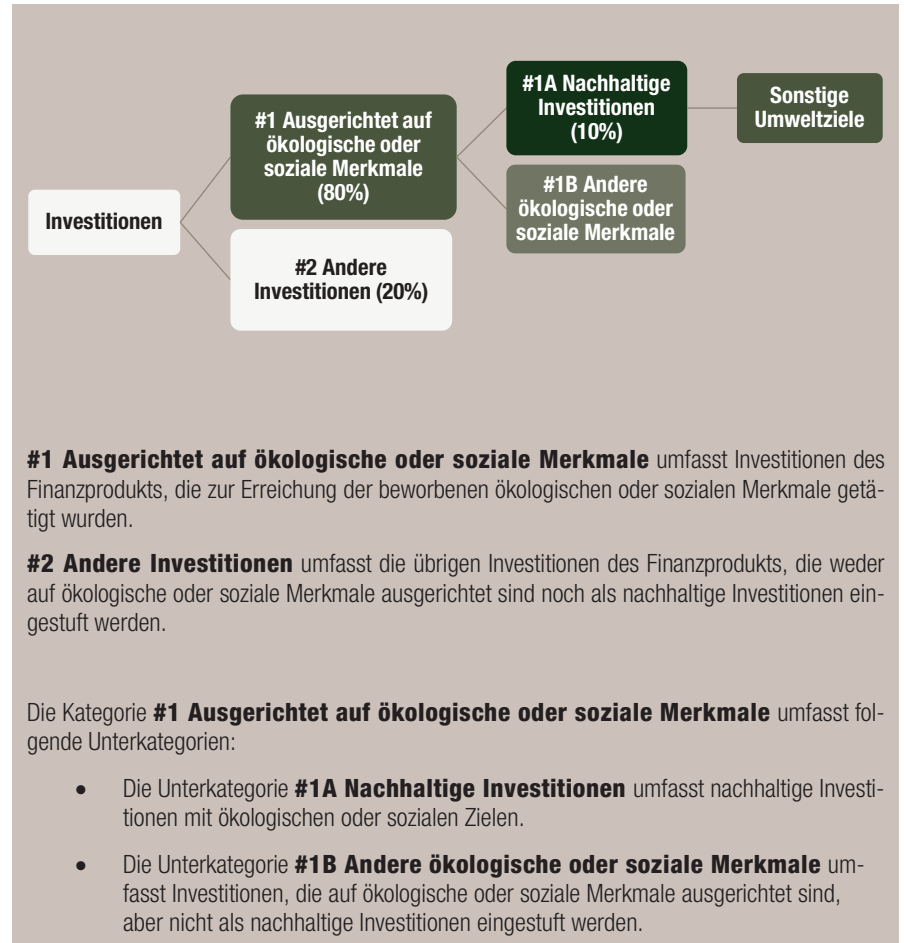 #1 Ausgerichtet auf
ökologische oder
soziale Merkmale
(80%)
#1A Nachhaltige
Investitionen
(10%)
Sonstige
Umweltziele
#1B Andere
ökologische oder
soziale Merkmale
Investitionen
#2 Andere
Investitionen (20%)
#1 Ausgerichtet auf ökologische oder soziale Merkmale umfasst Investitionen des
Finanzprodukts, die zur Erreichung der beworbenen ökologischen oder sozialen Merkmale getä-
tigt wurden.
#2 Andere Investitionen umfasst die übrigen Investitionen des Finanzprodukts, die weder
auf ökologische oder soziale Merkmale ausgerichtet sind noch als nachhaltige Investitionen ein-
gestuft werden.
Die Kategorie #1 Ausgerichtet auf ökologische oder soziale Merkmale umfasst fol-
gende Unterkategorien:
• Die Unterkategorie #1A Nachhaltige Investitionen umfasst nachhaltige Investi-
tionen mit ökologischen oder sozialen Zielen.
• Die Unterkategorie #1B Andere ökologische oder soziale Merkmale um-
fasst Investitionen, die auf ökologische oder soziale Merkmale ausgerichtet sind,
aber nicht als nachhaltige Investitionen eingestuft werden.